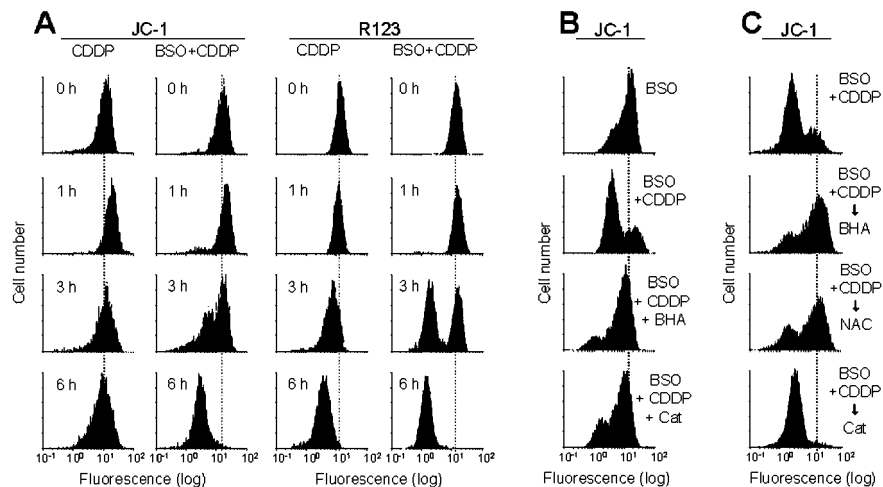 A
JC-1
CDDP
BSO+CDDP
R123
CDDP
BSO+CDDP
0 h
0 h
0 h
0 h
1 h
1 h
1 h
1 h
3 h
3 h
3 h
3 h
6 h
6 h
6 h
6 h
Cell number
10-1 100 101 102
10-1 100 101 102
10-1 100 101 102
10-1 100 101 102
Fluorescence (log)
Fluorescence (log)
B
JC-1
BSO
BSO
+CDDP
BSO
+ CDDP
+ BHA
BSO
+ CDDP
+ Cat
Cell number
10-1 100 101 102
Fluorescence (log)
C
JC-1
BSO
+CDDP
BSO
+CDDP
↓
BHA
BSO
+CDDP
↓
NAC
BSO
+CDDP
↓
Cat
Cell number
10-1 100 101 102
Fluorescence (log)